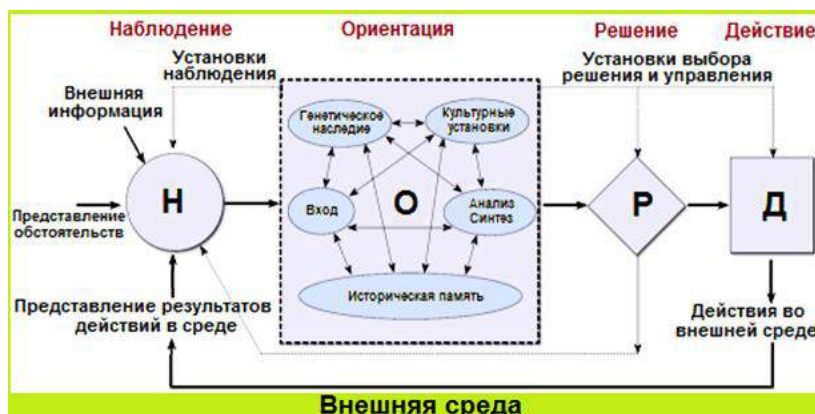 Наблюдение
Ориентация
Решение
Действие
Установки
наблюдения
Установки выбора
решения и управления
Внешняя
информация
Генетическое
наследие
Культурные
установки
Н
Вход
О
Анализ
Синтез
Р
Д
Представление
обстоятельств
Историческая память
Представление результатов
действий в среде
Действия во
внешней среде
Внешняя среда